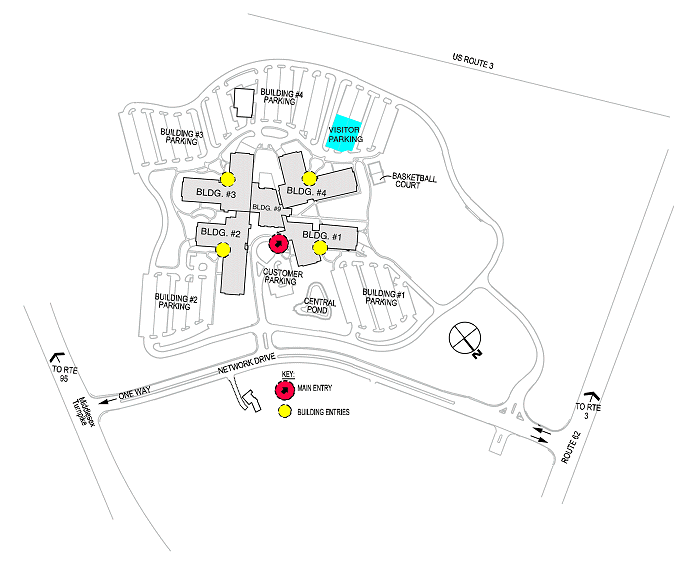 US ROUTE 3
BUILDING #4
PARKING
VISITOR
PARKING
BUILDING #3
PARKING
BASKETBALL
COURT
BLDG. #3
BLDG. #4
BLDG. #9
BLDG. #2
BLDG. #1
CUSTOMER
PARKING
BUILDING #2
PARKING
CENTRAL
POND
BUILDING #1
PARKING
N
TO RTE
95
NETWORK DRIVE
ONE WAY
Middlesex
Turnpike
KEY:
MAIN ENTRY
BUILDING ENTRIES
TO RTE
3
ROUTE 62